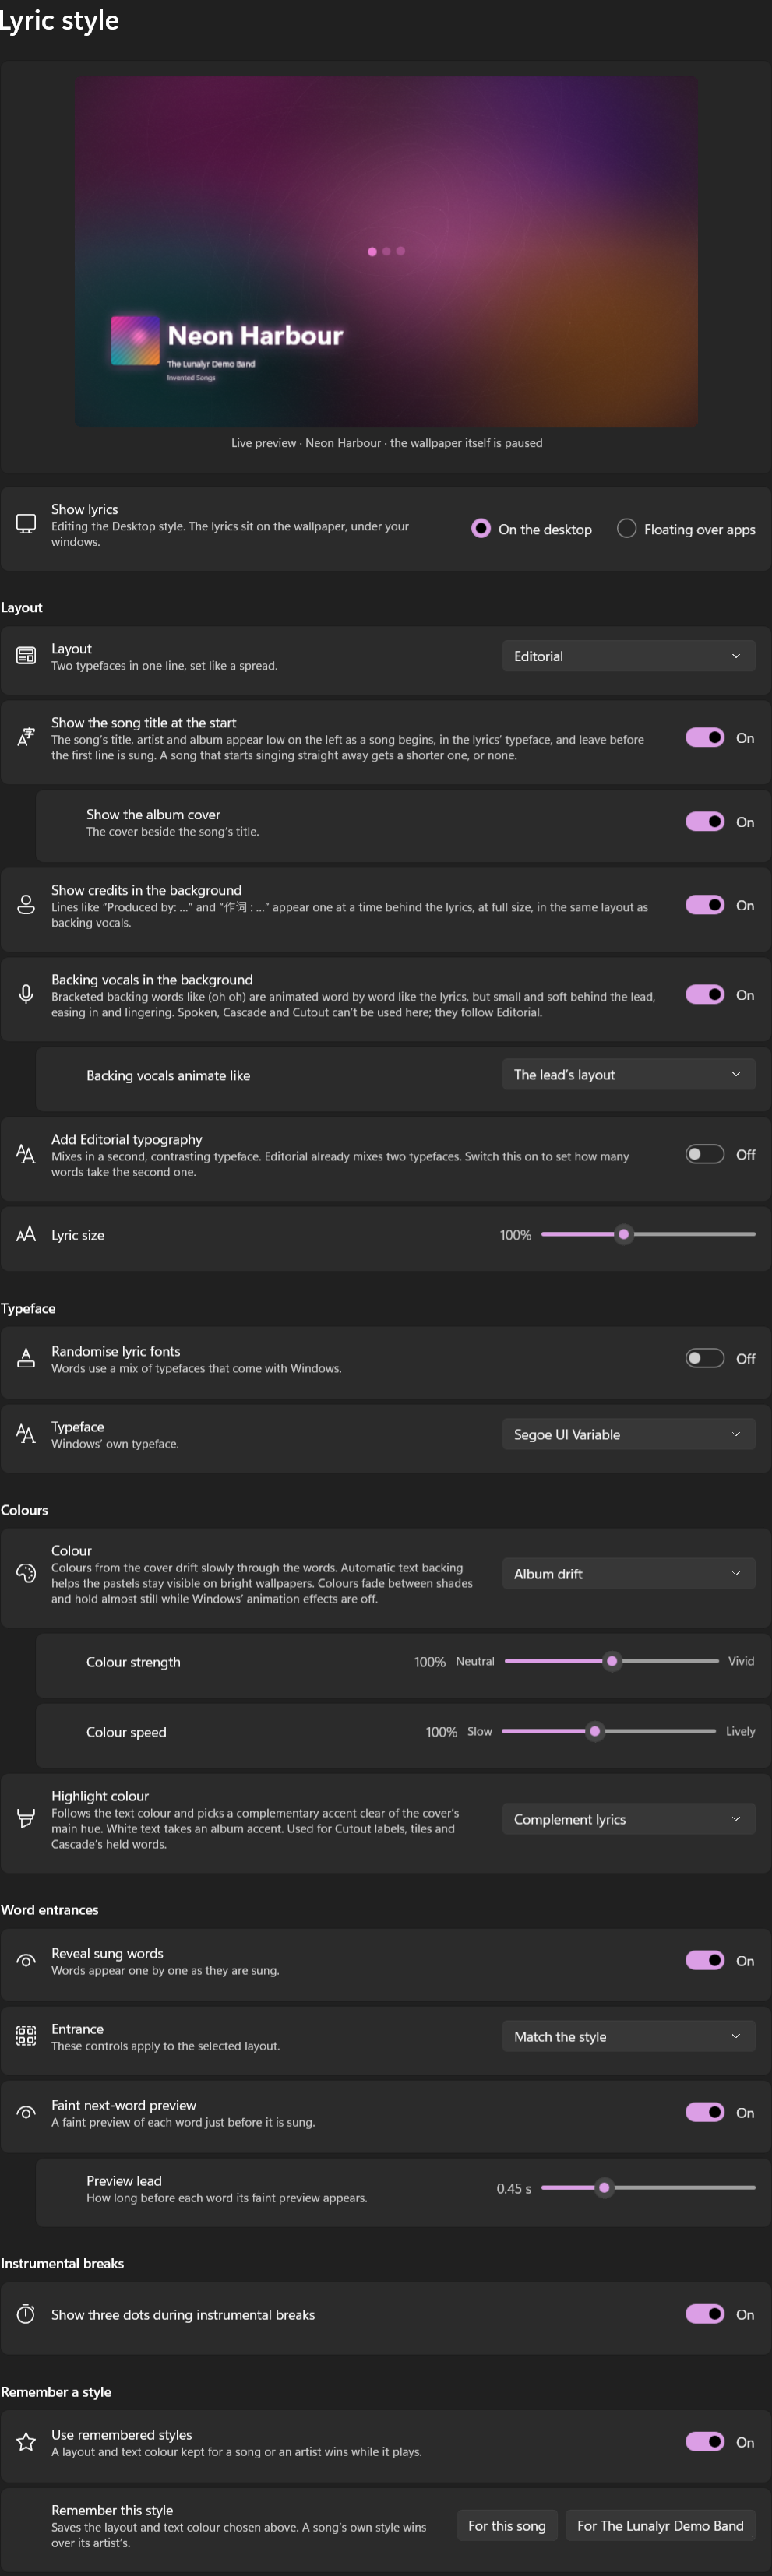 Lyric style
Neon Harbour
The Lunalyr Demo Band
Invented Songs
Live preview · Neon Harbour · the wallpaper itself is paused
Show lyrics
Editing the Desktop style. The lyrics sit on the wallpaper, under your
windows.
On the desktop
Floating over apps
Layout
Layout
Two typefaces in one line, set like a spread.
Editorial
Show the song title at the start
The song's title, artist and album appear low on the left as a song begins, in the lyrics' typeface, and leave before
the first line is sung. A song that starts singing straight away gets a shorter one, or none.
On
Show the album cover
The cover beside the song's title.
On
Show credits in the background
Lines like “Produced by: …” and “作词 : …” appear one at a time behind the lyrics, at full size, in the same layout as
backing vocals.
On
Backing vocals in the background
Bracketed backing words like (oh oh) are animated word by word like the lyrics, but small and soft behind the lead,
easing in and lingering. Spoken, Cascade and Cutout can't be used here; they follow Editorial.
On
Backing vocals animate like
The lead's layout
Add Editorial typography
Mixes in a second, contrasting typeface. Editorial already mixes two typefaces. Switch this on to set how many
words take the second one.
Off
Lyric size
100%
Typeface
Randomise lyric fonts
Words use a mix of typefaces that come with Windows.
Off
Typeface
Windows' own typeface.
Segoe UI Variable
Colours
Colour
Colours from the cover drift slowly through the words. Automatic text backing
helps the pastels stay visible on bright wallpapers. Colours fade between shades
and hold almost still while Windows' animation effects are off.
Album drift
Colour strength
100% Neutral Vivid
Colour speed
100% Slow Lively
Highlight colour
Follows the text colour and picks a complementary accent clear of the cover's
main hue. White text takes an album accent. Used for Cutout labels, tiles and
Cascade's held words.
Complement lyrics
Word entrances
Reveal sung words
Words appear one by one as they are sung.
On
Entrance
These controls apply to the selected layout.
Match the style
Faint next-word preview
A faint preview of each word just before it is sung.
On
Preview lead
How long before each word its faint preview appears.
0.45 s
Instrumental breaks
Show three dots during instrumental breaks
On
Remember a style
Use remembered styles
A layout and text colour kept for a song or an artist wins while it plays.
On
Remember this style
Saves the layout and text colour chosen above. A song's own style wins
over its artist's.
For this song
For The Lunalyr Demo Band